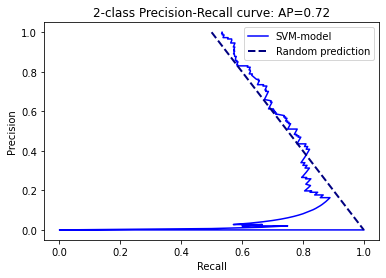 2-class Precision-Recall curve: AP=0.72
SVM-model
Random prediction
Precision
1.0
0.8
0.6
0.4
0.2
0.0
0.0 0.2 0.4 0.6 0.8 1.0
Recall